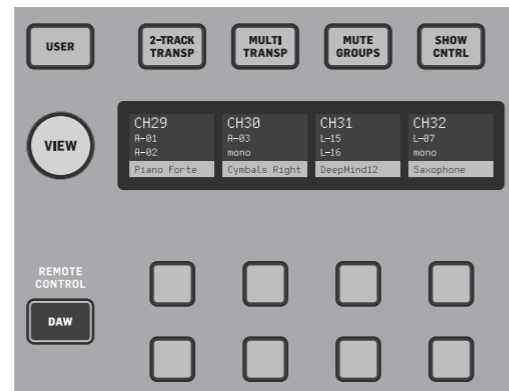 USER
2-TRACK
TRANSP
MULTI
TRANSP
MUTE
GROUPS
SHOW
CNTRL
VIEW
CH29
A-01
A-02
Piano Forte
CH30
A-03
mono
Cymbals Right
CH31
L-15
L-16
DeepMind12
CH32
L-07
mono
Saxophone
REMOTE
CONTROL
DAW